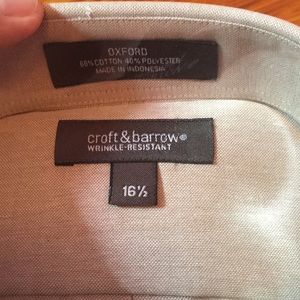 OXFORD
60% COTTON 40% POLYESTER
MADE IN INDONESIA
croft&barrow®
WRINKLE-RESISTANT
16½